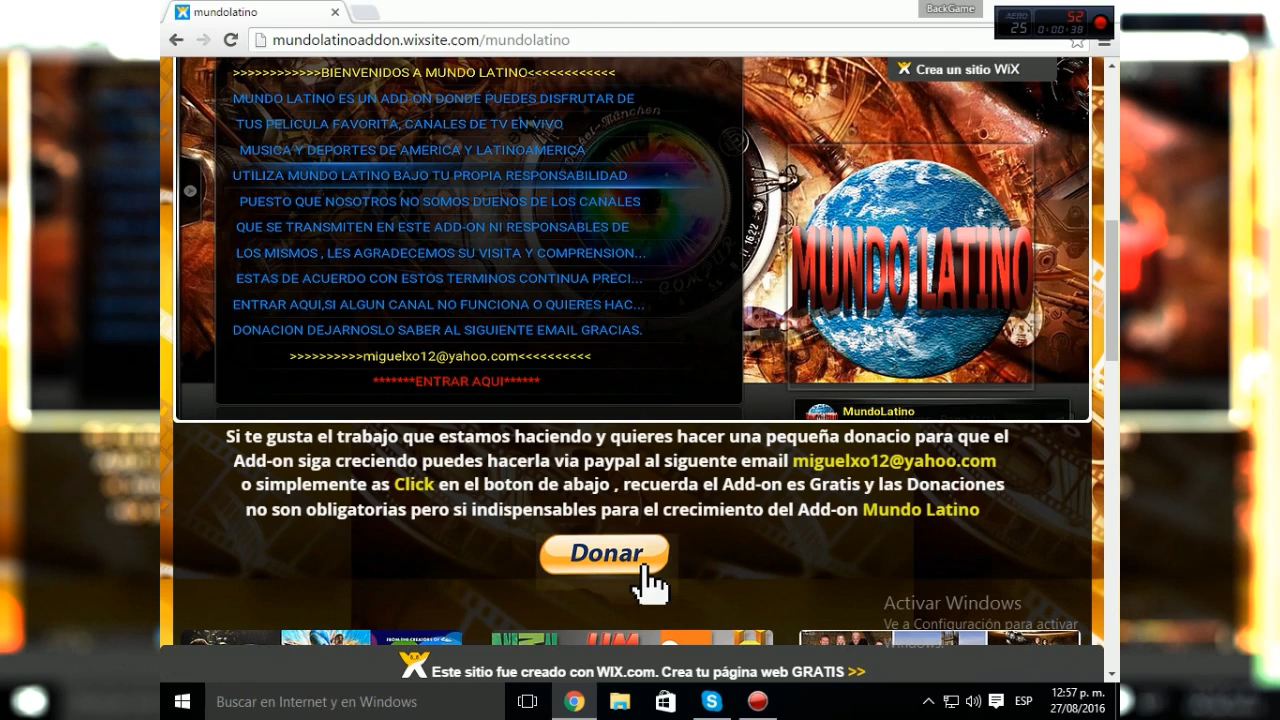 mundolatino
BackGame
25
52
0:00:38
mundolatinoaddon.wixsite.com/mundolatino
Crea un sitio WiX
>>>>>>>>>>>>BIENVENIDOS A MUNDO LATINO<<<<<<<<<<<<
MUNDO LATINO ES UN ADD-ON DONDE PUEDES DISFRUTAR DE
TUS PELICULA FAVORITA, CANALES DE TV EN VIVO
MUSICA Y DEPORTES DE AMERICA Y LATINOAMERICA
UTILIZA MUNDO LATINO BAJO TU PROPIA RESPONSABILIDAD
PUESTO QUE NOSOTROS NO SOMOS DUENOS DE LOS CANALES
QUE SE TRANSMITEN EN ESTE ADD-ON NI RESPONSABLES DE
LOS MISMOS , LES AGRADECEMOS SU VISITA Y COMPRENSION...
ESTAS DE ACUERDO CON ESTOS TERMINOS CONTINUA PRECI...
ENTRAR AQUI,SI ALGUN CANAL NO FUNCIONA O QUIERES HAC...
DONACION DEJARNOSLO SABER AL SIGUIENTE EMAIL GRACIAS.
>>>>>>>>>>miguelxo12@yahoo.com<<<<<<<<<<
*******ENTRAR AQUI******
MUNDO LATINO
MundoLatino
Si te gusta el trabajo que estamos haciendo y quieres hacer una pequeña donacio para que el
Add-on siga creciendo puedes hacerla via paypal al siguente email miguelxo12@yahoo.com
o simplemente as Click en el boton de abajo , recuerda el Add-on es Gratis y las Donaciones
no son obligatorias pero si indispensables para el crecimiento del Add-on Mundo Latino
Donar
Activar Windows
Ve a Configuración para activar
Windows.
Este sitio fue creado con WIX.com. Crea tu página web GRATIS >>
Buscar en Internet y en Windows
ESP
12:57 p. m.
27/08/2016